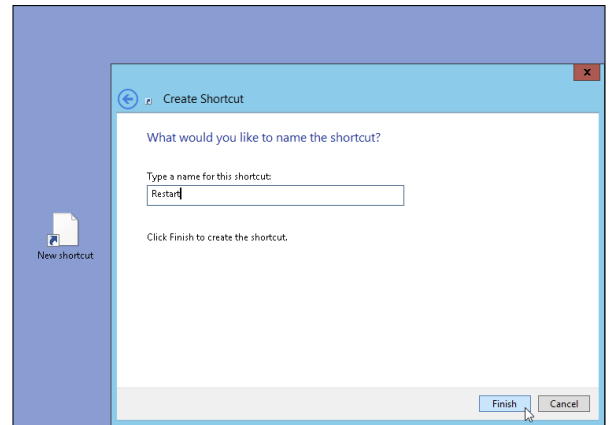 x
Create Shortcut
What would you like to name the shortcut?
Type a name for this shortcut:
Restart
Click Finish to create the shortcut.
New shortcut
Finish
Cancel